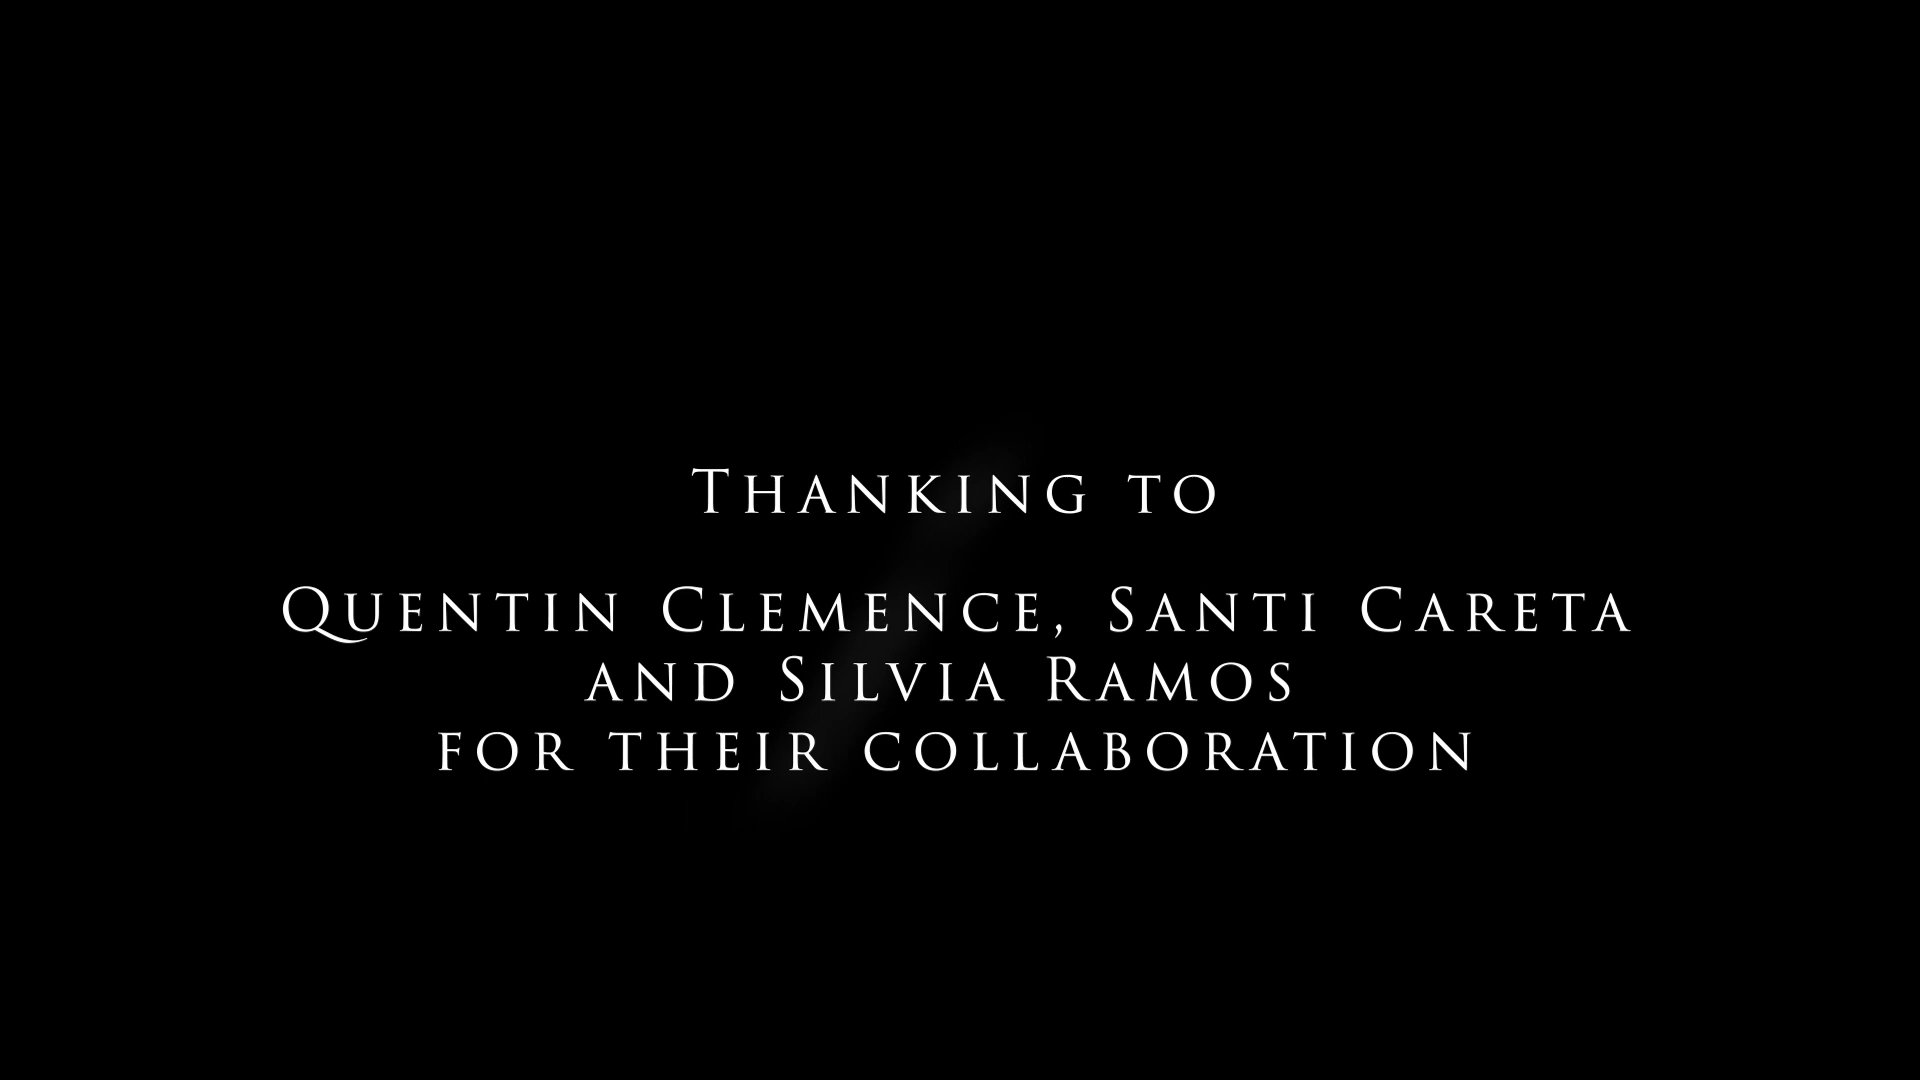 Thanking to
Quentin Clemence, Santi Careta
and Silvia Ramos
for their collaboration